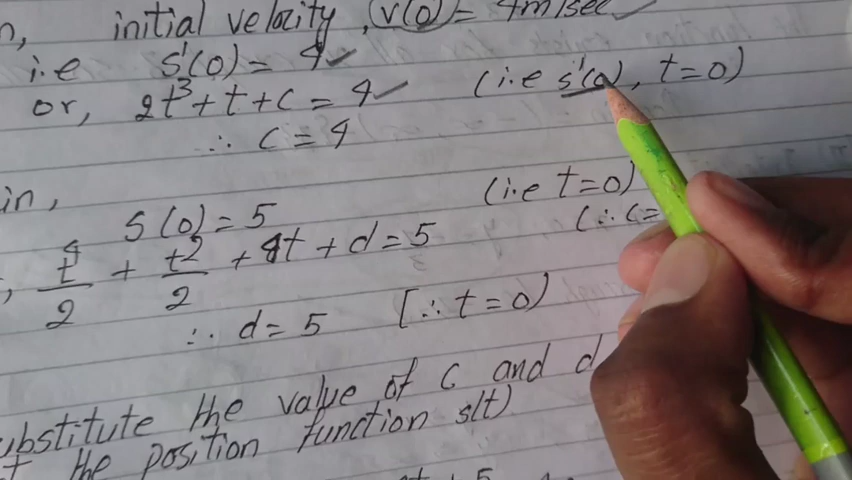 initial velocity, v(0) = 4m/sec
i.e s'(0) = 4
or, 2t³ + t + c = 4 (i.e s'(0), t=0)
∴ c = 4
in,
s(0) = 5 (i.e t=0)
t⁴/2 + t²/2 + 4t + d = 5 (∴ c=
∴ d = 5 [∴ t=0)
substitute the value of c and d
the position function s(t)